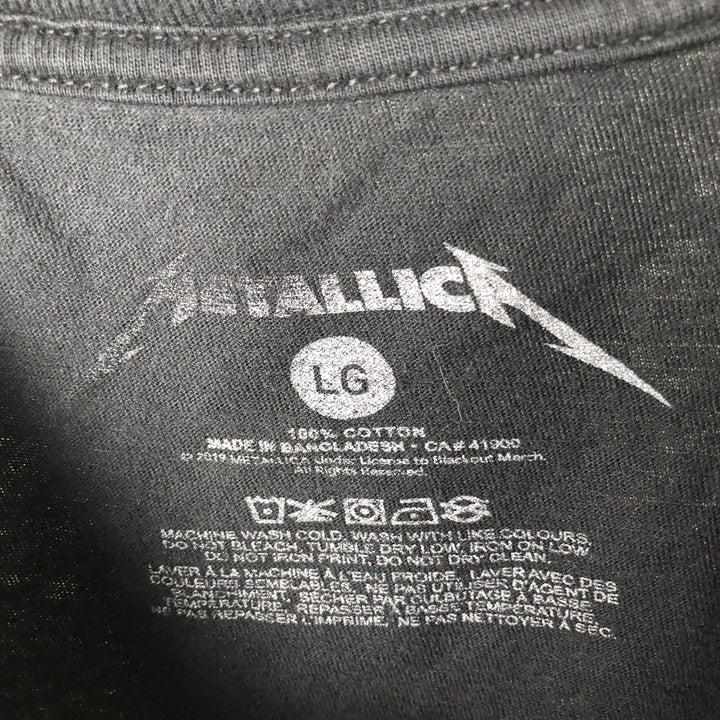 METALLICA
LG
100% COTTON
MADE IN BANGLADESH - CA# 41900
© 2019 METALLICA Under License to Blackout Merch.
All Rights Reserved.
MACHINE WASH COLD. WASH WITH LIKE COLOURS.
DO NOT BLEACH, TUMBLE DRY LOW, IRON ON LOW
DO NOT IRON PRINT, DO NOT DRY CLEAN.
LAVER À LA MACHINE À L'EAU FROIDE. LAVER AVEC DES
COULEURS SEMBLABLES. NE PAS UTILISER D'AGENT DE
BLANCHIMENT, SÉCHER PAR CULBUTAGE À BASSE
TEMPÉRATURE, REPASSER À BASSE TEMPÉRATURE,
NE PAS REPASSER L'IMPRIMÉ, NE PAS NETTOYER À SEC.